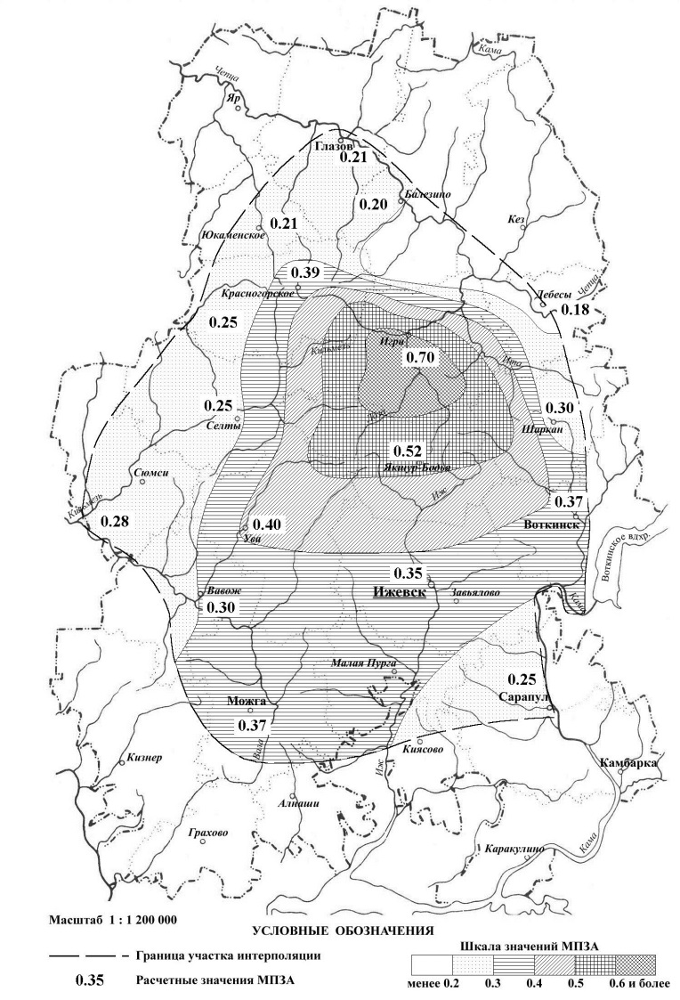 Кама
Чепца
Яр
Глазов
0.21
0.20
Балезино
0.21
Юкаменское
Кез
0.39
Красногорское
Чепца
Дебесы
0.18
0.25
Игра
Кильмезь
0.70
Ита
0.25
Селты
Лоза
0.30
Шаркан
0.52
Якшур-Бодья
Сюмси
Иж
Кильмезь
0.28
0.40
Ува
0.37
Воткинск
Воткинское вдхр.
0.35
Ижевск
Завьялово
Вавож
0.30
Кама
Малая Пурга
0.25
Сарапул
Можга
0.37
Вала
Киясово
Кизнер
Иж
Камбарка
Алнаши
Грахово
Каракулино
Кама
Масштаб 1 : 1 200 000
УСЛОВНЫЕ ОБОЗНАЧЕНИЯ
Граница участка интерполяции
0.35 Расчетные значения МПЗА
Шкала значений МПЗА
менее 0.2 0.3 0.4 0.5 0.6 и более